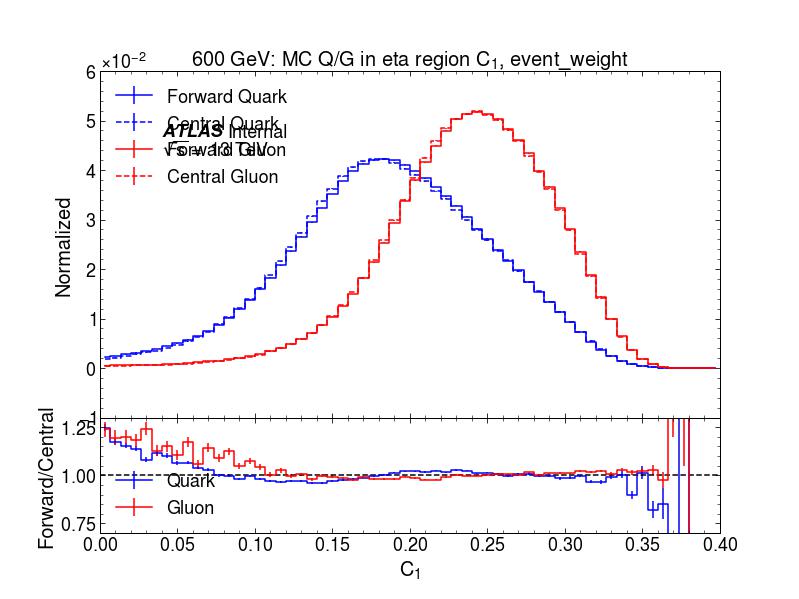 ×10⁻²
600 GeV: MC Q/G in eta region C₁, event_weight
6
5
4
3
2
1
0
−1
Normalized
Forward Quark
Central Quark
ATLAS Internal
√s = 13 TeV
Forward Gluon
Central Gluon
1.25
1.00
0.75
Forward/Central
Quark
Gluon
0.00 0.05 0.10 0.15 0.20 0.25 0.30 0.35 0.40
C₁